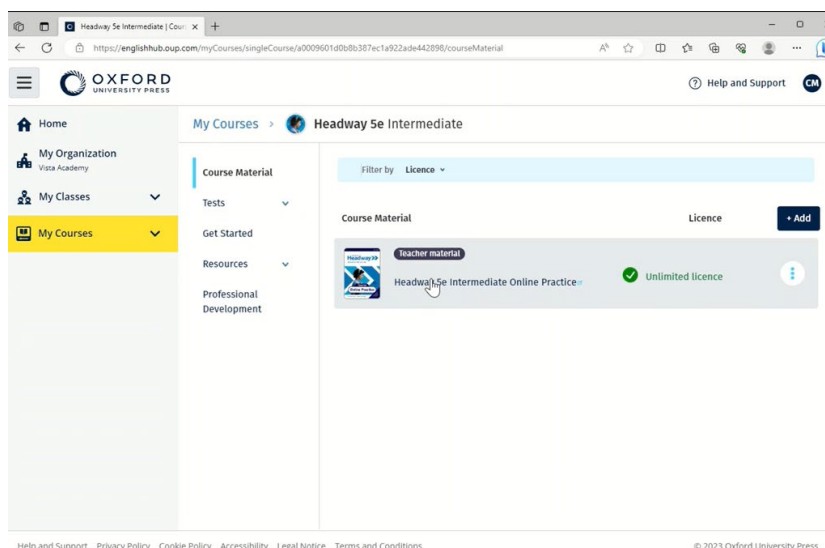 Headway 5e Intermediate | Cour
https://englishhub.oup.com/myCourses/singleCourse/a0009601d0b8b387ec1a922ade442898/courseMaterial
OXFORD
UNIVERSITY PRESS
Help and Support
CM
Home
My Organization
Vista Academy
My Classes
My Courses
My Courses > Headway 5e Intermediate
Course Material
Tests
Get Started
Resources
Professional
Development
Filter by Licence
Course Material Licence + Add
Headway
Online Practice
Teacher material
Headway 5e Intermediate Online Practice
Unlimited licence
Help and Support Privacy Policy Cookie Policy Accessibility Legal Notice Terms and Conditions
© 2023 Oxford University Press